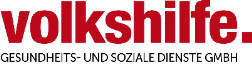 volkshilfe.
GESUNDHEITS- UND SOZIALE DIENSTE GMBH